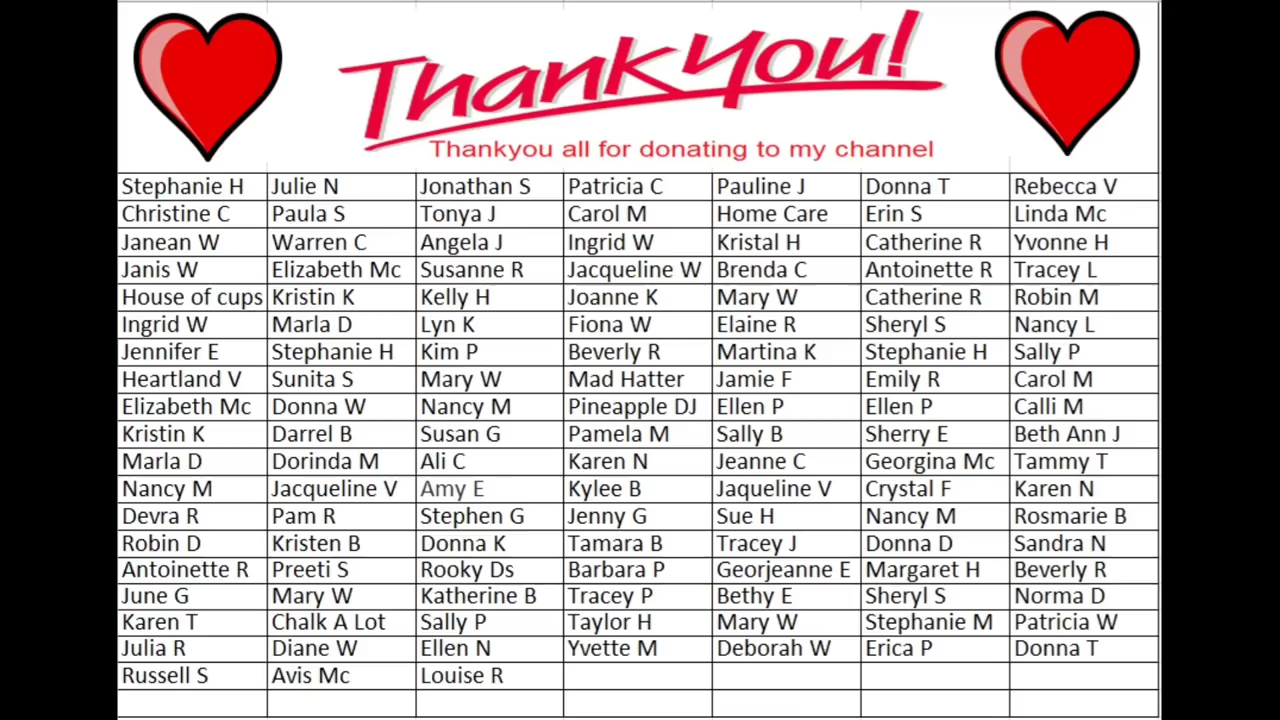 Thank You!
Thankyou all for donating to my channel
Stephanie H Julie N Jonathan S Patricia C Pauline J Donna T Rebecca V
Christine C Paula S Tonya J Carol M Home Care Erin S Linda Mc
Janean W Warren C Angela J Ingrid W Kristal H Catherine R Yvonne H
Janis W Elizabeth Mc Susanne R Jacqueline W Brenda C Antoinette R Tracey L
House of cups Kristin K Kelly H Joanne K Mary W Catherine R Robin M
Ingrid W Marla D Lyn K Fiona W Elaine R Sheryl S Nancy L
Jennifer E Stephanie H Kim P Beverly R Martina K Stephanie H Sally P
Heartland V Sunita S Mary W Mad Hatter Jamie F Emily R Carol M
Elizabeth Mc Donna W Nancy M Pineapple DJ Ellen P Ellen P Calli M
Kristin K Darrel B Susan G Pamela M Sally B Sherry E Beth Ann J
Marla D Dorinda M Ali C Karen N Jeanne C Georgina Mc Tammy T
Nancy M Jacqueline V Amy E Kylee B Jaqueline V Crystal F Karen N
Devra R Pam R Stephen G Jenny G Sue H Nancy M Rosmarie B
Robin D Kristen B Donna K Tamara B Tracey J Donna D Sandra N
Antoinette R Preeti S Rooky Ds Barbara P Georjeanne E Margaret H Beverly R
June G Mary W Katherine B Tracey P Bethy E Sheryl S Norma D
Karen T Chalk A Lot Sally P Taylor H Mary W Stephanie M Patricia W
Julia R Diane W Ellen N Yvette M Deborah W Erica P Donna T
Russell S Avis Mc Louise R